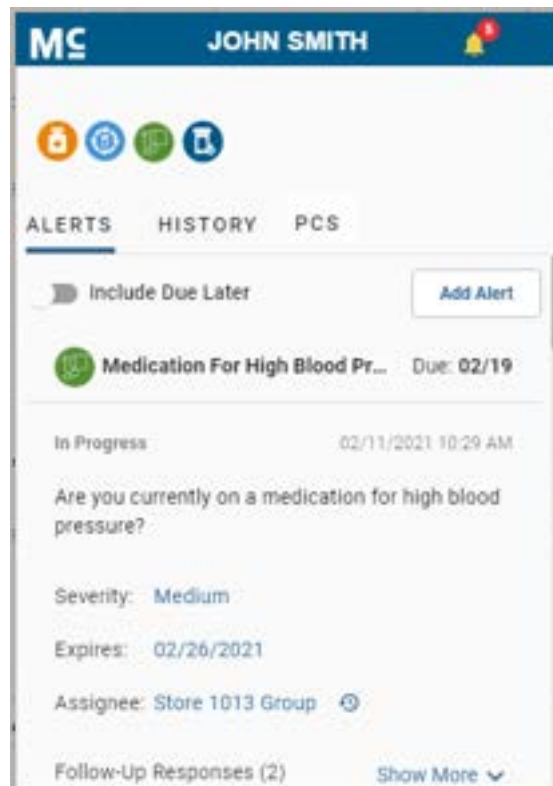 Mc JOHN SMITH
ALERTS HISTORY PCS
Include Due Later Add Alert
Medication For High Blood Pr... Due: 02/19
In Progress 02/11/2021 10:29 AM
Are you currently on a medication for high blood
pressure?
Severity: Medium
Expires: 02/26/2021
Assignee: Store 1013 Group
Follow-Up Responses (2) Show More